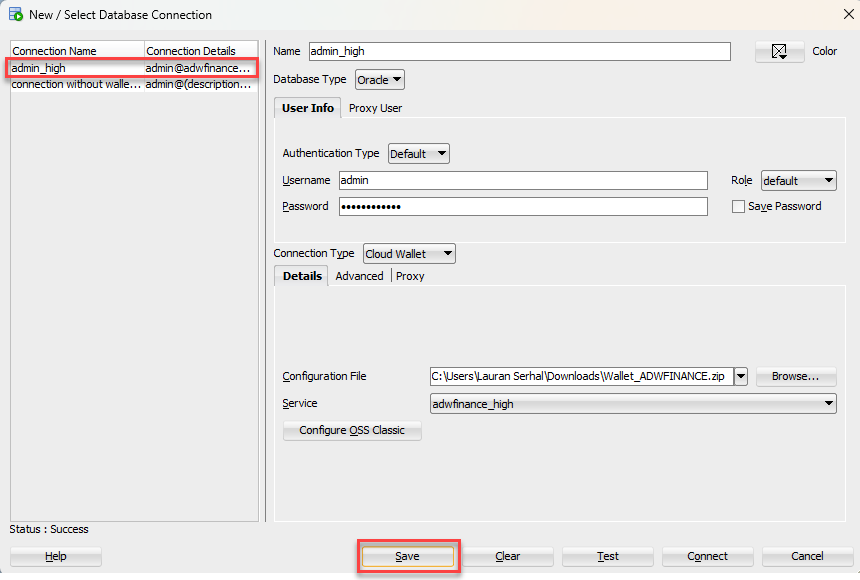 New / Select Database Connection
Connection Name Connection Details
admin_high admin@adwfinance...
connection without walle... admin@(description...
Name admin_high Color
Database Type Oracle
User Info Proxy User
Authentication Type Default
Username admin Role default
Password •••••••••••• Save Password
Connection Type Cloud Wallet
Details Advanced Proxy
Configuration File C:\Users\Lauran Serhal\Downloads\Wallet_ADWFINANCE.zip Browse...
Service adwfinance_high
Configure OSS Classic
Status : Success
Help Save Clear Test Connect Cancel